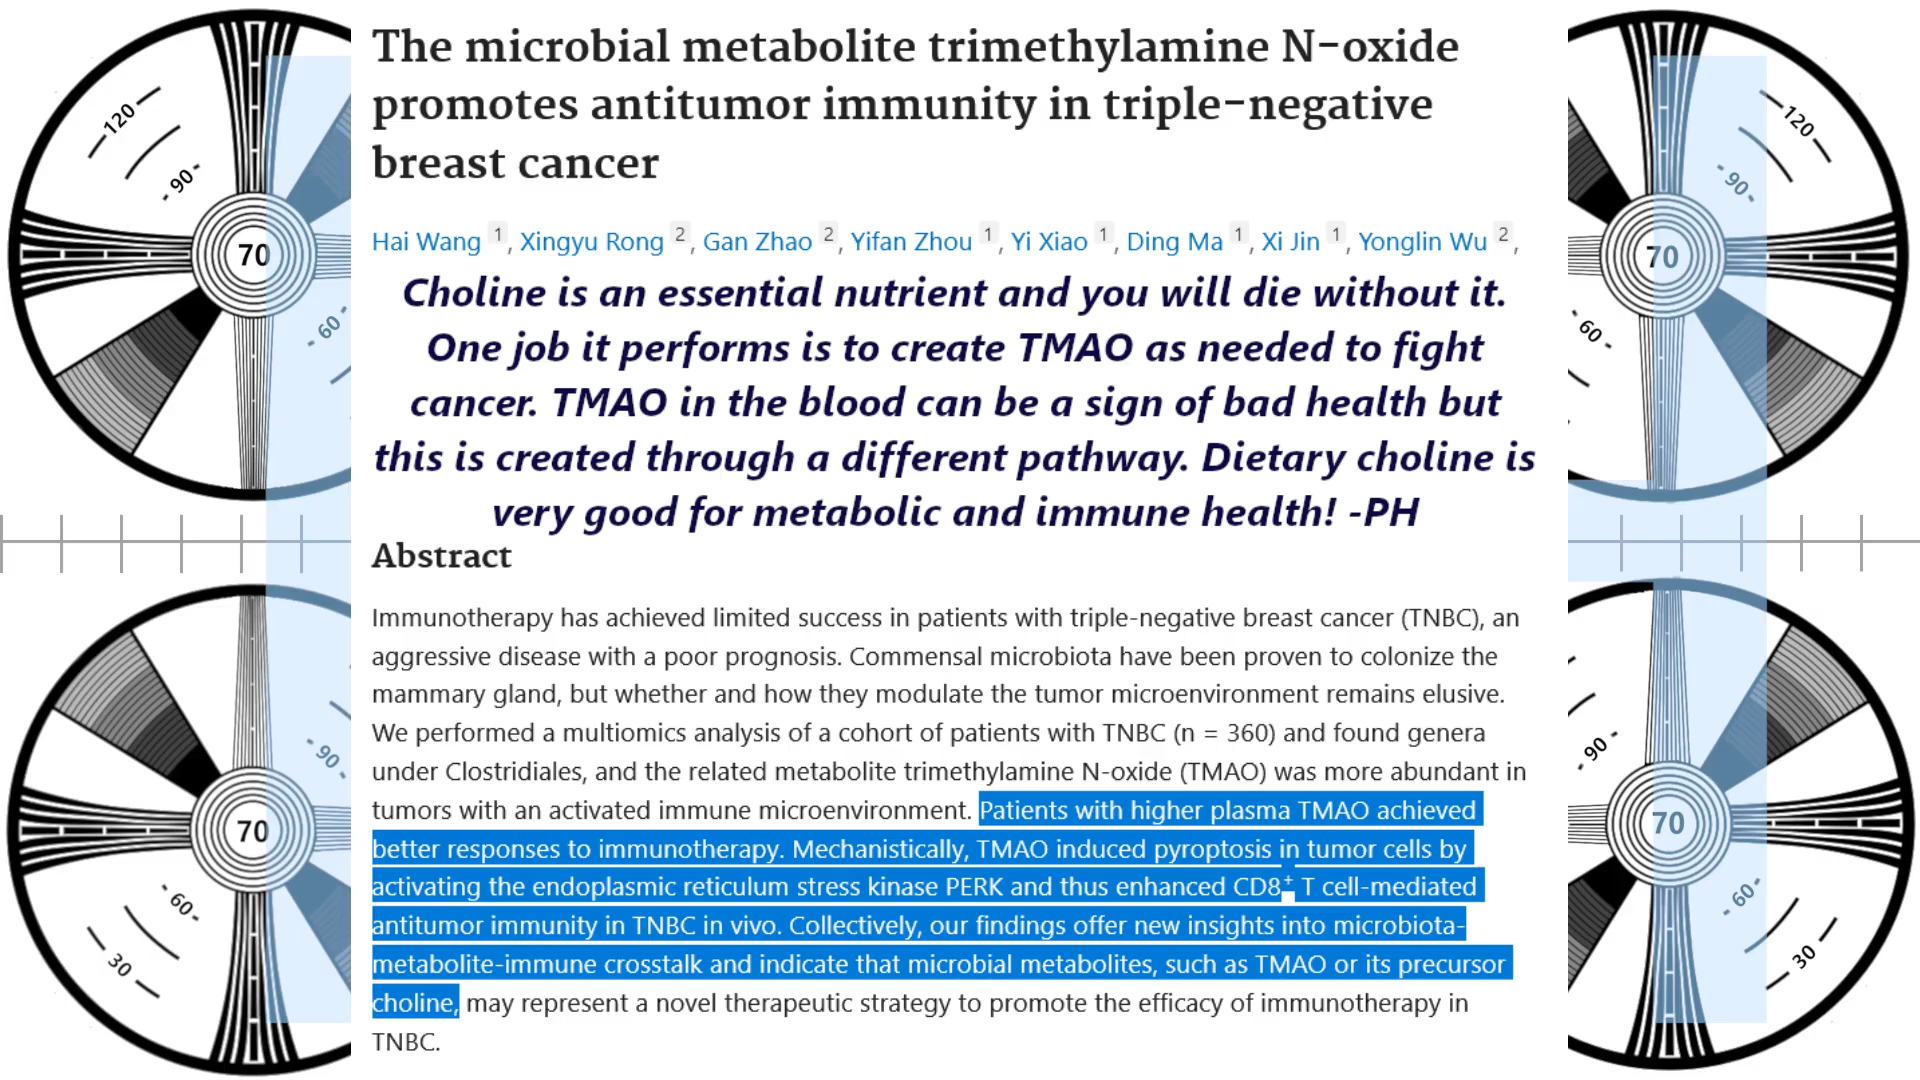 The microbial metabolite trimethylamine N-oxide
promotes antitumor immunity in triple-negative
breast cancer
Hai Wang 1, Xingyu Rong 2, Gan Zhao 2, Yifan Zhou 1, Yi Xiao 1, Ding Ma 1, Xi Jin 1, Yonglin Wu 2,
Choline is an essential nutrient and you will die without it.
One job it performs is to create TMAO as needed to fight
cancer. TMAO in the blood can be a sign of bad health but
this is created through a different pathway. Dietary choline is
very good for metabolic and immune health! -PH
Abstract
Immunotherapy has achieved limited success in patients with triple-negative breast cancer (TNBC), an
aggressive disease with a poor prognosis. Commensal microbiota have been proven to colonize the
mammary gland, but whether and how they modulate the tumor microenvironment remains elusive.
We performed a multiomics analysis of a cohort of patients with TNBC (n = 360) and found genera
under Clostridiales, and the related metabolite trimethylamine N-oxide (TMAO) was more abundant in
tumors with an activated immune microenvironment. Patients with higher plasma TMAO achieved
better responses to immunotherapy. Mechanistically, TMAO induced pyroptosis in tumor cells by
activating the endoplasmic reticulum stress kinase PERK and thus enhanced CD8+ T cell-mediated
antitumor immunity in TNBC in vivo. Collectively, our findings offer new insights into microbiota-
metabolite-immune crosstalk and indicate that microbial metabolites, such as TMAO or its precursor
choline, may represent a novel therapeutic strategy to promote the efficacy of immunotherapy in
TNBC.
120
90
70
60
120
90
70
60
90
70
60
30
90
70
60
30